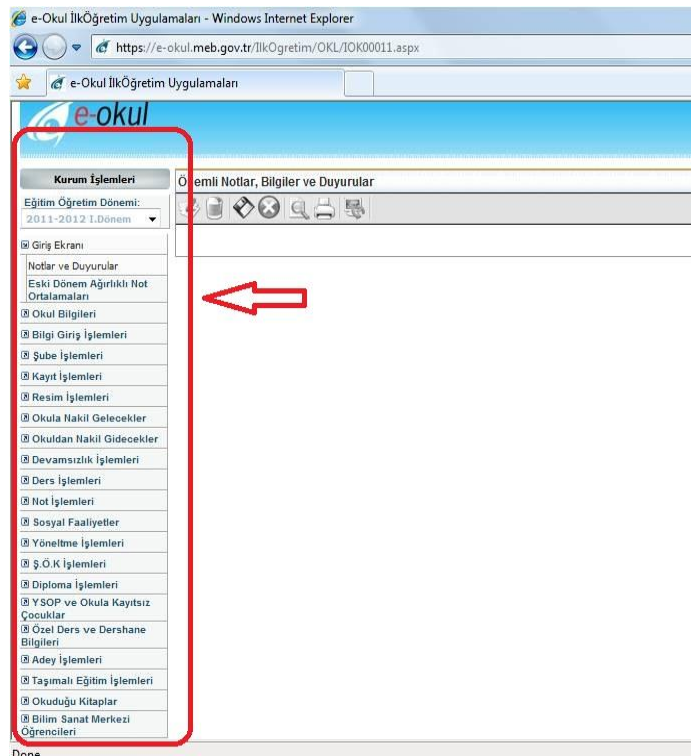 e-Okul İlkÖğretim Uygulamaları - Windows Internet Explorer
https://e-okul.meb.gov.tr/IlkOgretim/OKL/IOK00011.aspx
e-Okul İlkÖğretim Uygulamaları
e-okul
Kurum İşlemleri
Önemli Notlar, Bilgiler ve Duyurular
Eğitim Öğretim Dönemi:
2011-2012 I.Dönem
Giriş Ekranı
Notlar ve Duyurular
Eski Dönem Ağırlıklı Not
Ortalamaları
Okul Bilgileri
Bilgi Giriş İşlemleri
Şube İşlemleri
Kayıt İşlemleri
Resim İşlemleri
Okula Nakil Gelecekler
Okuldan Nakil Gidecekler
Devamsızlık İşlemleri
Ders İşlemleri
Not İşlemleri
Sosyal Faaliyetler
Yöneltme İşlemleri
Ş.Ö.K İşlemleri
Diploma İşlemleri
YSOP ve Okula Kayıtsız
Çocuklar
Özel Ders ve Dershane
Bilgileri
Adey İşlemleri
Taşımalı Eğitim İşlemleri
Okuduğu Kitaplar
Bilim Sanat Merkezi
Öğrencileri
Done